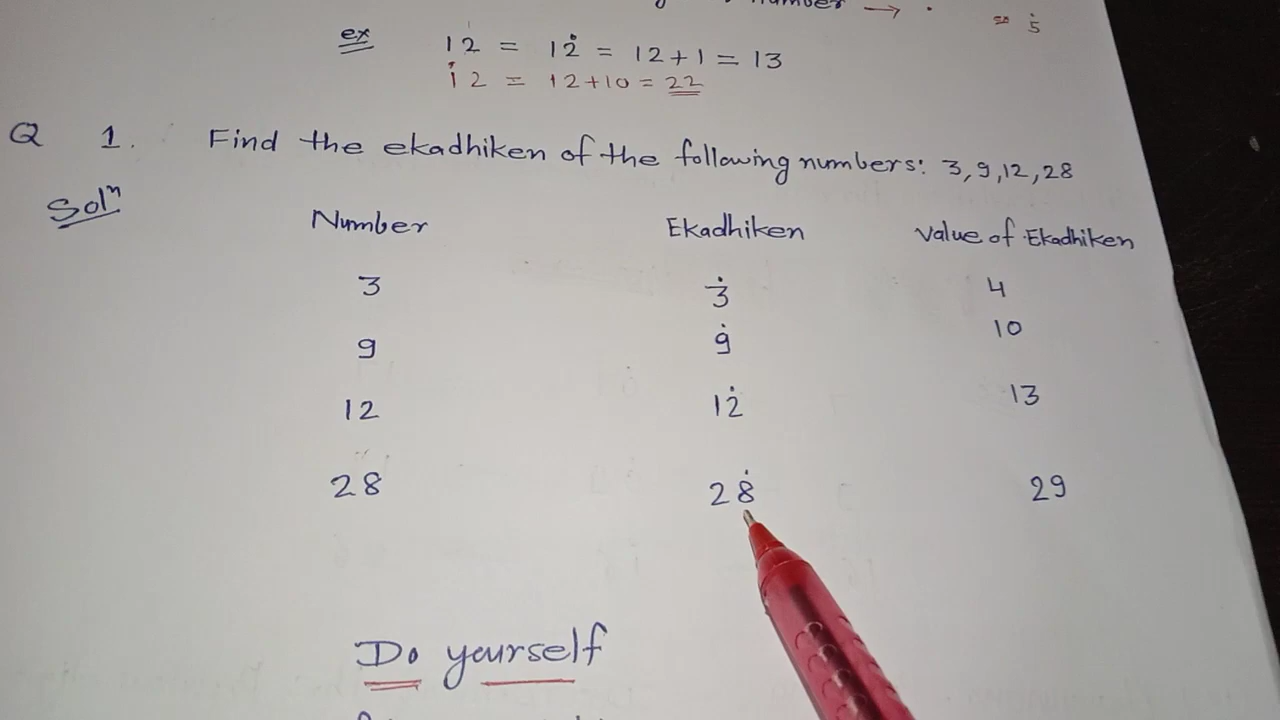 number → ·
= 5̇
ex 12 = 12̇ = 12+1 = 13
1̇2 = 12+10 = 22
Q 1. Find the ekadhiken of the following numbers: 3, 9, 12, 28
Solⁿ
Number Ekadhiken Value of Ekadhiken
3 3̇ 4
9 9̇ 10
12 12̇ 13
28 28̇ 29
Do yourself